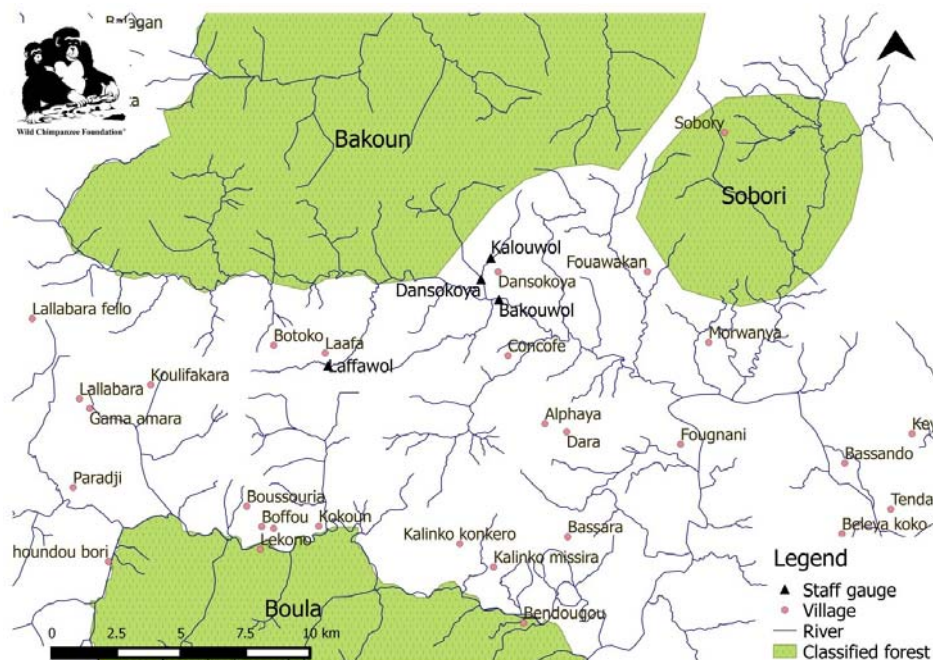 Wild Chimpanzee Foundation®
Bakoun
Sobory
Sobori
Kalouwol
Dansokoya
Fouawakan
Dansokoya
Bakouwol
Lallabara fello
Botoko
Laafa
Laffawol
Concofe
Morwanya
Koulifakara
Lallabara
Gama amara
Alphaya
Dara
Fougnani
Key
Bassando
Paradji
Boussouria
Boffou
Kokoun
Lekono
Tenda
Beleya koko
Bassara
Kalinko konkero
Kalinko missira
houndou bori
Boula
Bendougou
Legend
Staff gauge
Village
River
Classified forest
0 2.5 5 7.5 10 km